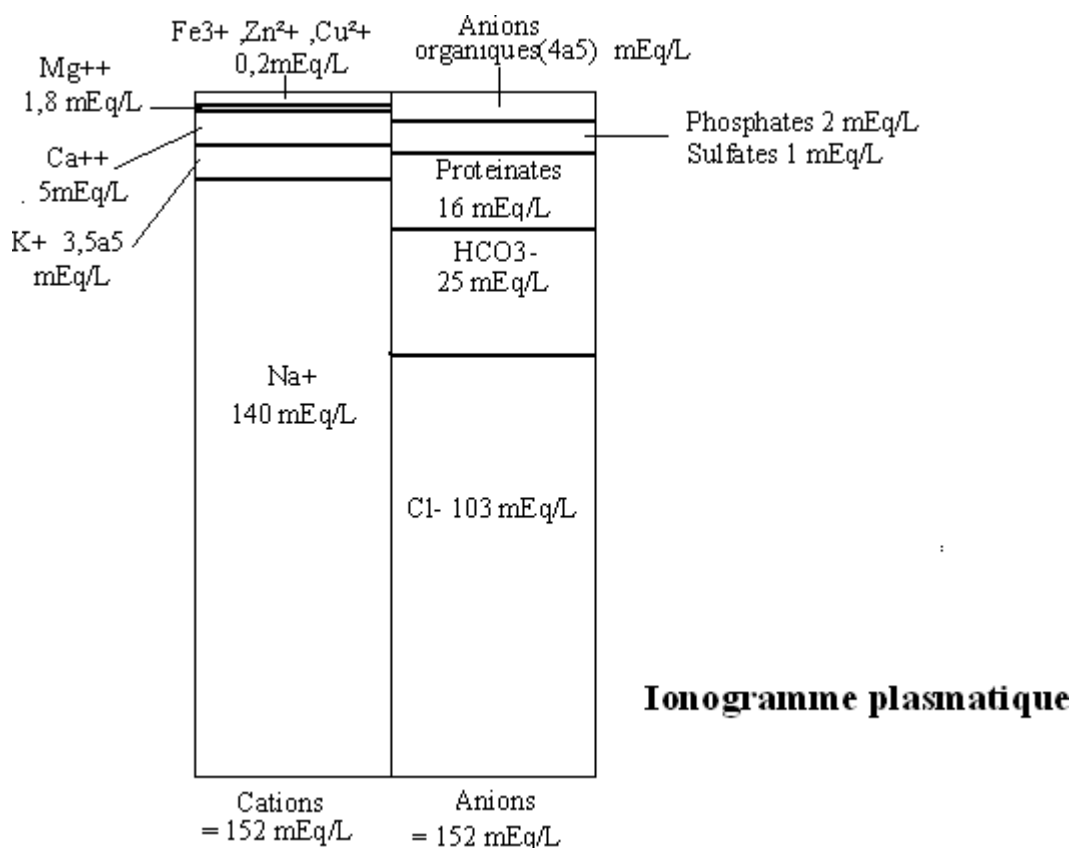 Fe3+ ,Zn²+ ,Cu²+
0,2mEq/L
Mg++
1,8 mEq/L
Ca++
. 5mEq/L
K+ 3,5a5
mEq/L
Na+
140 mEq/L
Cations
= 152 mEq/L
Anions
organiques(4a5) mEq/L
Phosphates 2 mEq/L
Sulfates 1 mEq/L
Proteinates
16 mEq/L
HCO3-
25 mEq/L
Cl- 103 mEq/L
Anions
= 152 mEq/L
Ionogramme plasmatique